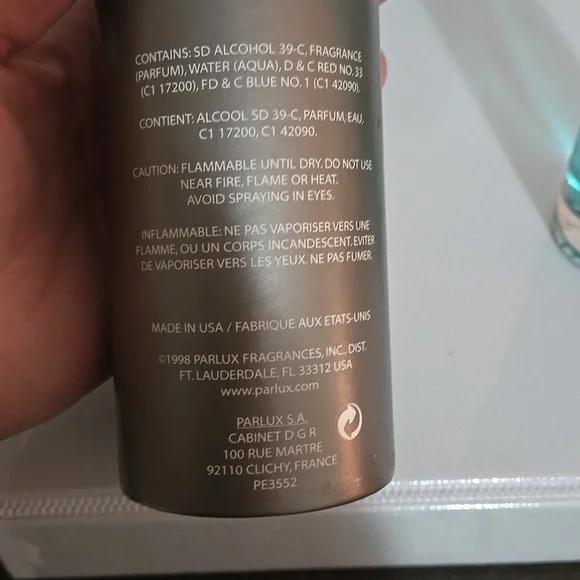 CONTAINS: SD ALCOHOL 39-C, FRAGRANCE
(PARFUM), WATER (AQUA), D & C RED NO. 33
(C1 17200), FD & C BLUE NO. 1 (C1 42090).
CONTIENT: ALCOOL SD 39-C, PARFUM, EAU,
C1 17200, C1 42090.
CAUTION: FLAMMABLE UNTIL DRY. DO NOT USE
NEAR FIRE, FLAME OR HEAT.
AVOID SPRAYING IN EYES.
INFLAMMABLE: NE PAS VAPORISER VERS UNE
FLAMME, OU UN CORPS INCANDESCENT. EVITER
DE VAPORISER VERS LES YEUX. NE PAS FUMER.
MADE IN USA / FABRIQUE AUX ETATS-UNIS
©1998 PARLUX FRAGRANCES, INC., DIST.
FT. LAUDERDALE, FL 33312 USA
www.parlux.com
PARLUX S.A.
CABINET D G R
100 RUE MARTRE
92110 CLICHY, FRANCE
PE3552